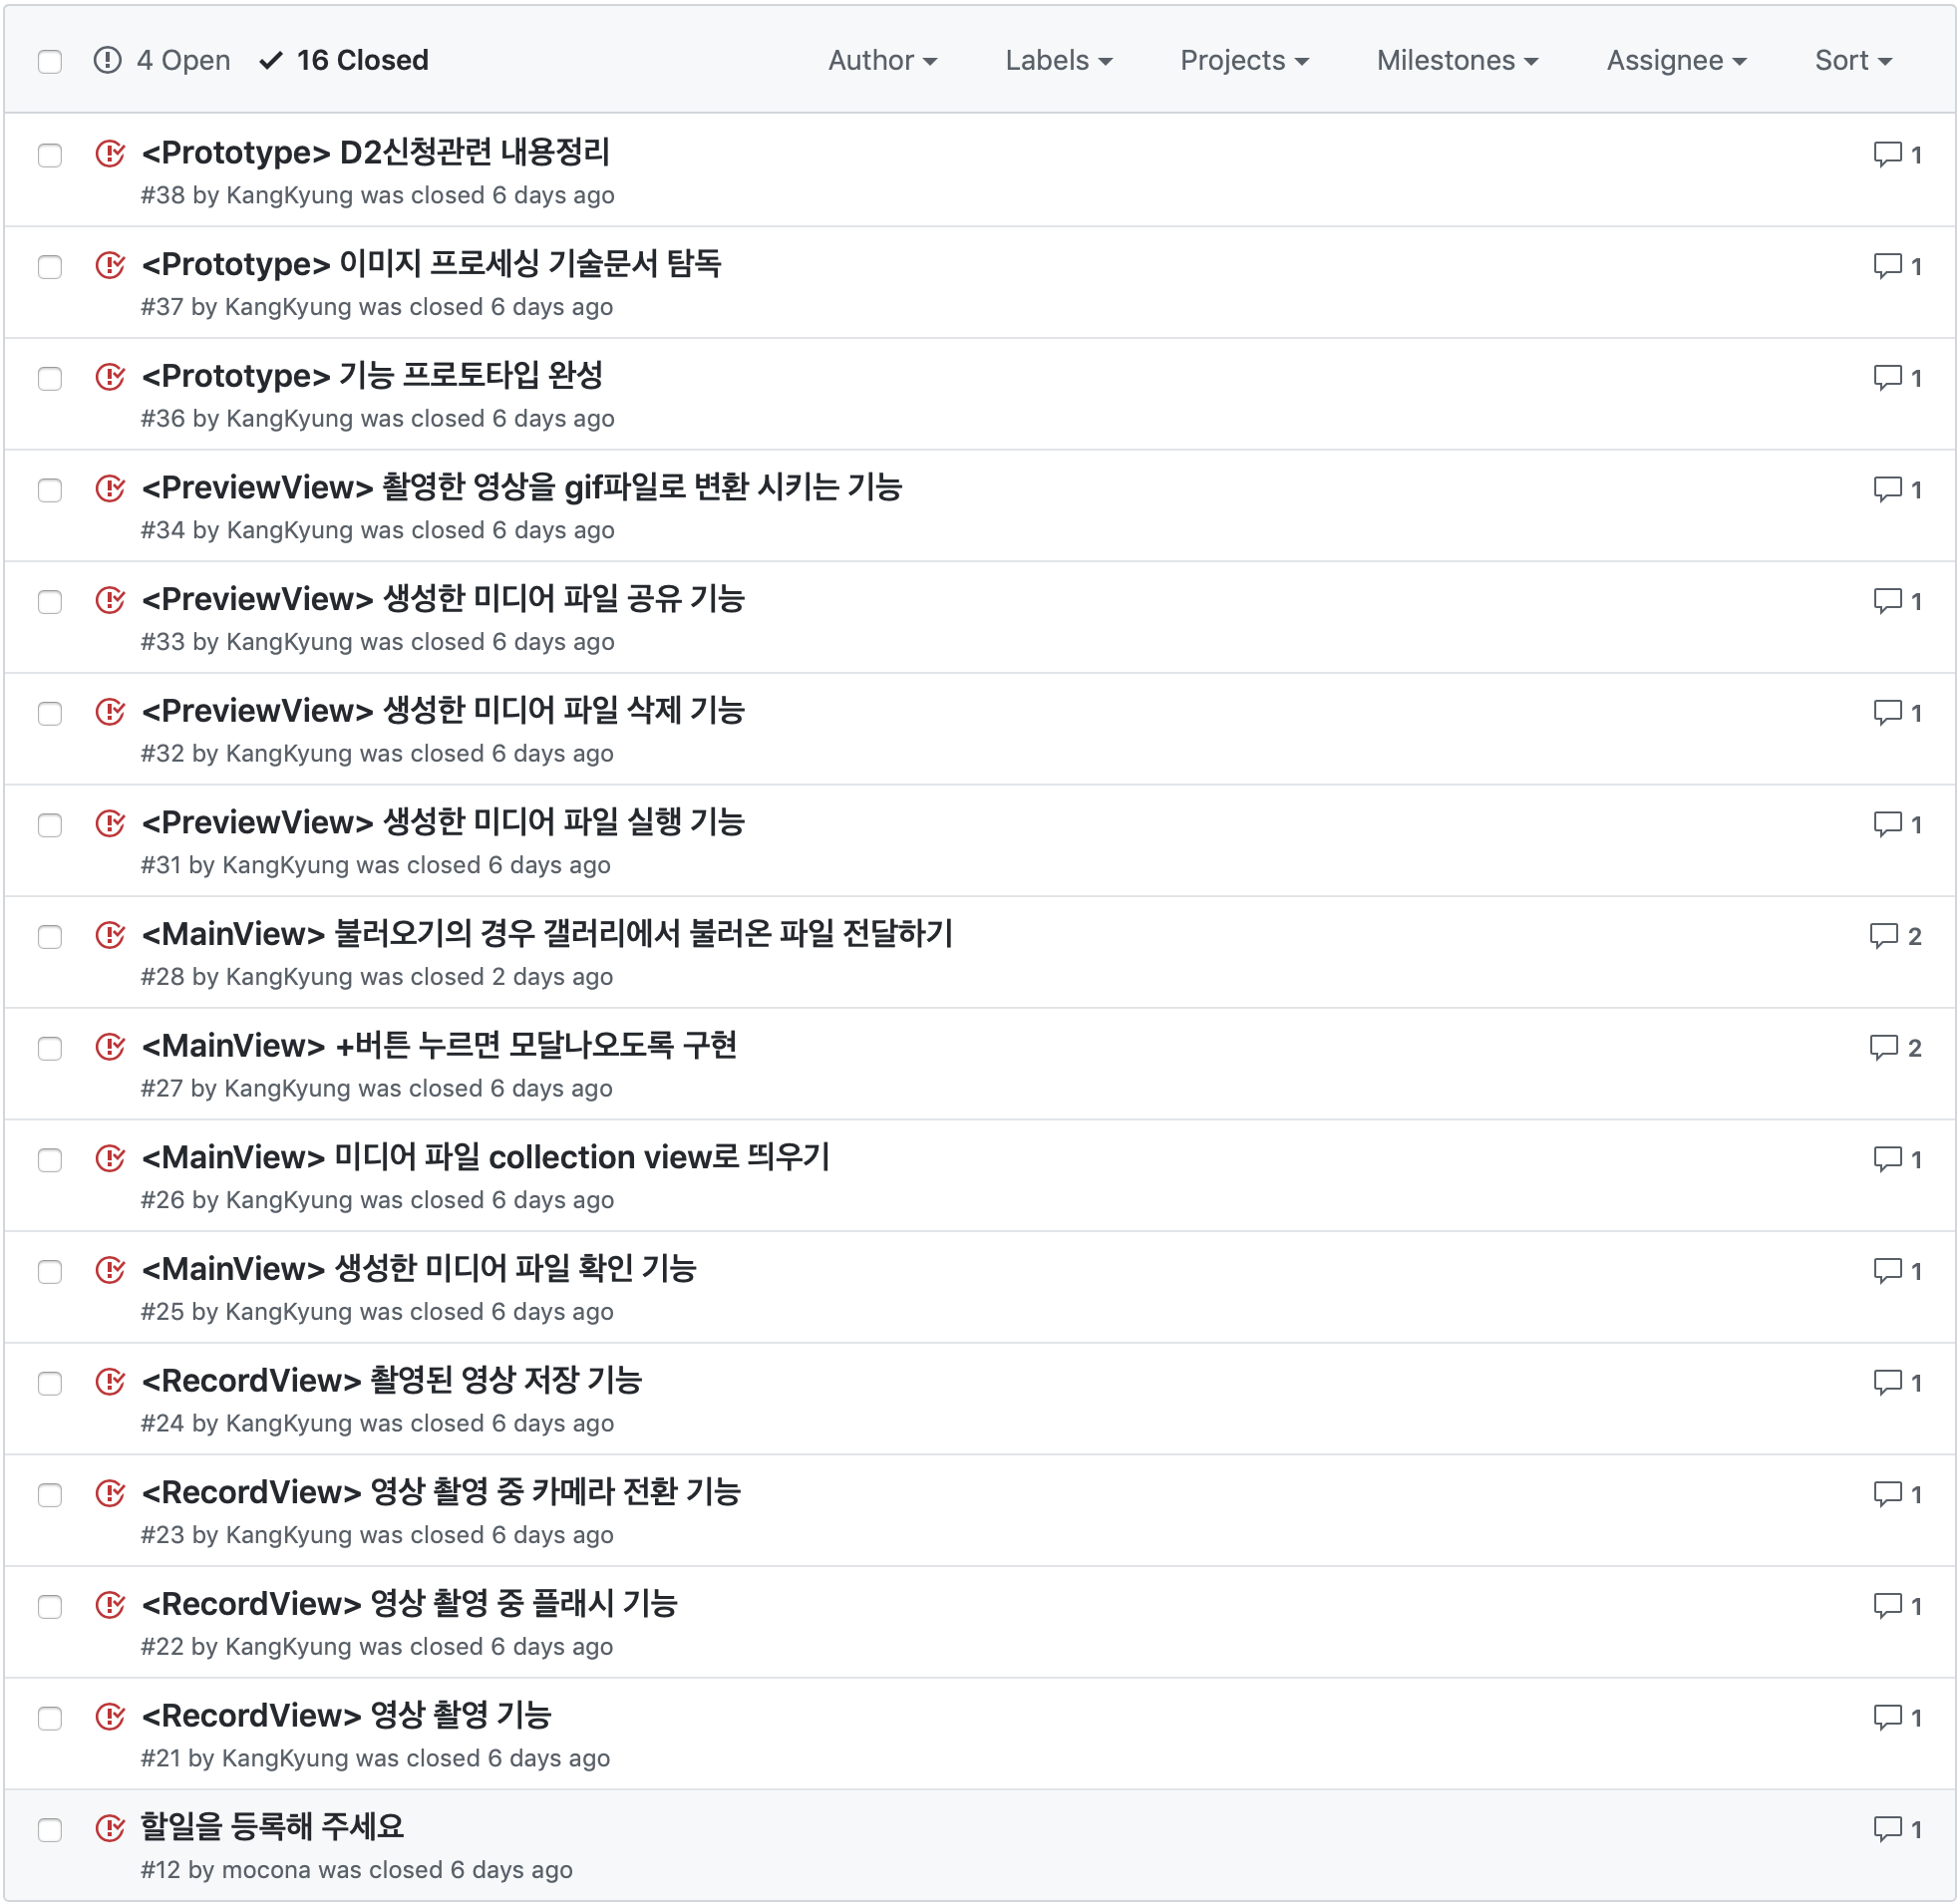 4 Open 16 Closed Author Labels Projects Milestones Assignee Sort
<Prototype> D2신청관련 내용정리 1
#38 by KangKyung was closed 6 days ago
<Prototype> 이미지 프로세싱 기술문서 탐독 1
#37 by KangKyung was closed 6 days ago
<Prototype> 기능 프로토타입 완성 1
#36 by KangKyung was closed 6 days ago
<PreviewView> 촬영한 영상을 gif파일로 변환 시키는 기능 1
#34 by KangKyung was closed 6 days ago
<PreviewView> 생성한 미디어 파일 공유 기능 1
#33 by KangKyung was closed 6 days ago
<PreviewView> 생성한 미디어 파일 삭제 기능 1
#32 by KangKyung was closed 6 days ago
<PreviewView> 생성한 미디어 파일 실행 기능 1
#31 by KangKyung was closed 6 days ago
<MainView> 불러오기의 경우 갤러리에서 불러온 파일 전달하기 2
#28 by KangKyung was closed 2 days ago
<MainView> +버튼 누르면 모달나오도록 구현 2
#27 by KangKyung was closed 6 days ago
<MainView> 미디어 파일 collection view로 띄우기 1
#26 by KangKyung was closed 6 days ago
<MainView> 생성한 미디어 파일 확인 기능 1
#25 by KangKyung was closed 6 days ago
<RecordView> 촬영된 영상 저장 기능 1
#24 by KangKyung was closed 6 days ago
<RecordView> 영상 촬영 중 카메라 전환 기능 1
#23 by KangKyung was closed 6 days ago
<RecordView> 영상 촬영 중 플래시 기능 1
#22 by KangKyung was closed 6 days ago
<RecordView> 영상 촬영 기능 1
#21 by KangKyung was closed 6 days ago
할일을 등록해 주세요 1
#12 by mocona was closed 6 days ago